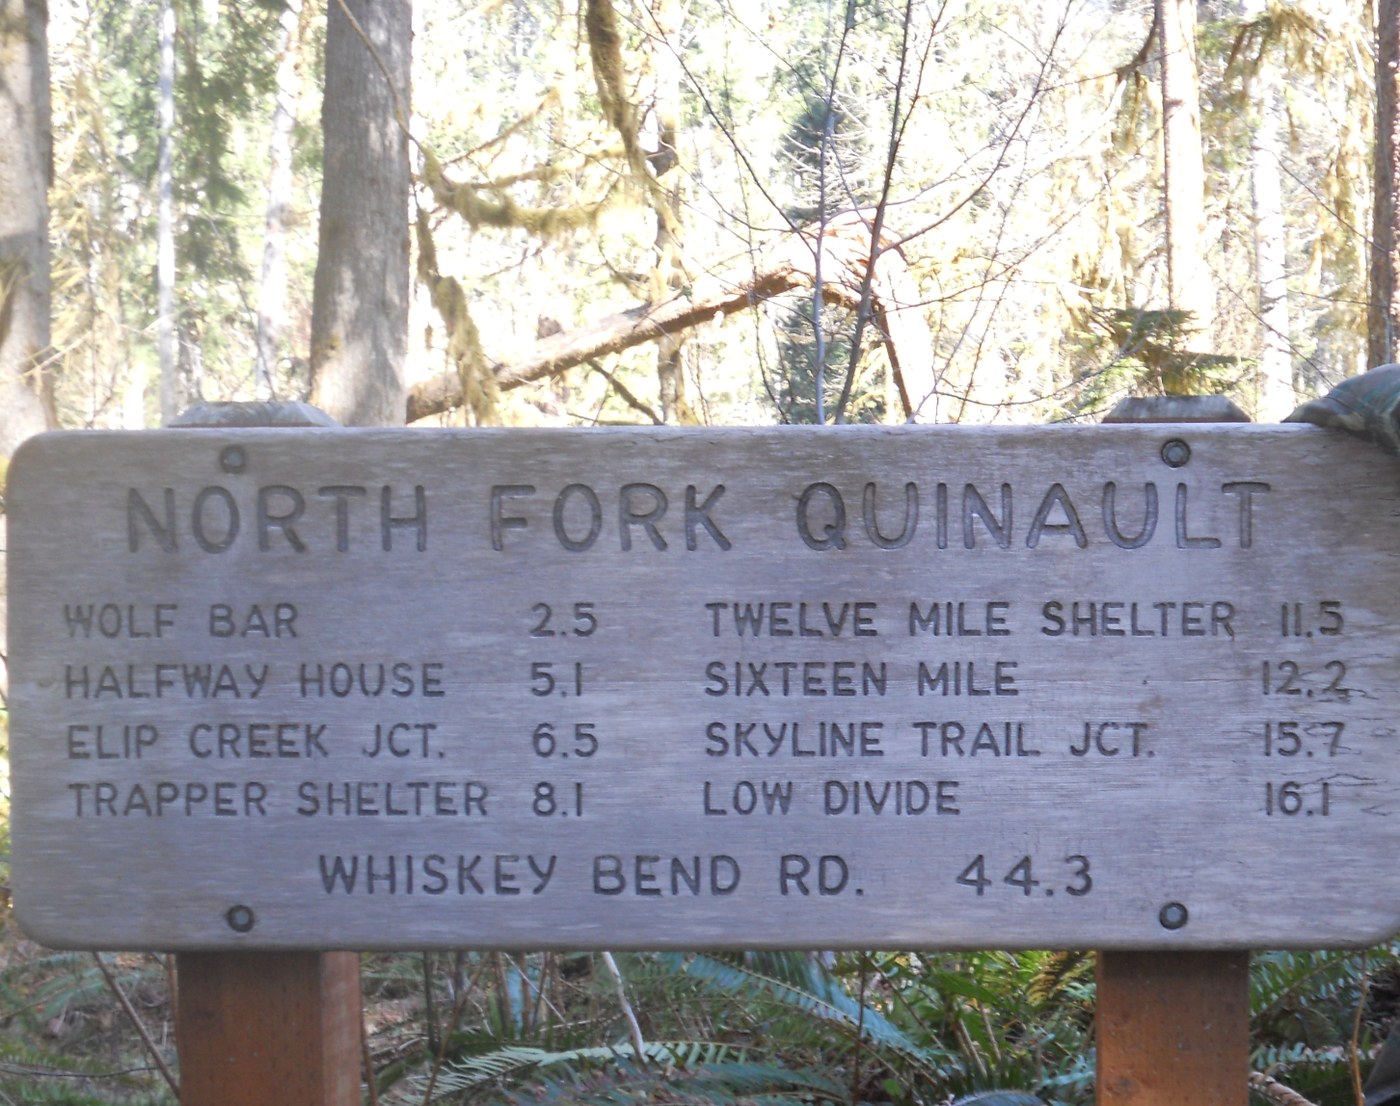 NORTH FORK QUINAULT
WOLF BAR 2.5 TWELVE MILE SHELTER 11.5
HALFWAY HOUSE 5.1 SIXTEEN MILE 12.2
ELIP CREEK JCT. 6.5 SKYLINE TRAIL JCT. 15.7
TRAPPER SHELTER 8.1 LOW DIVIDE 16.1
WHISKEY BEND RD. 44.3